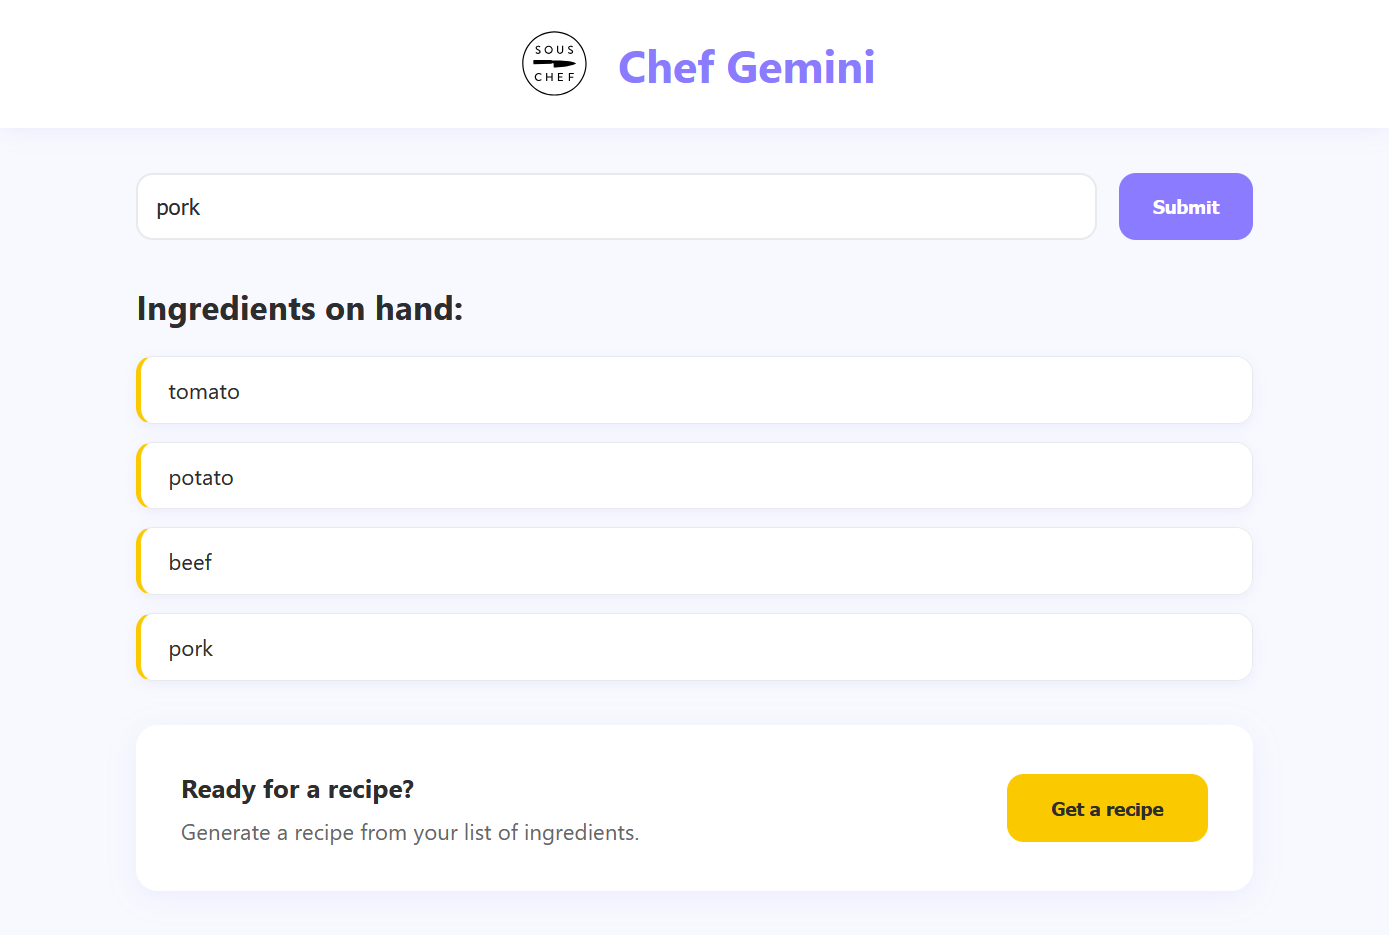 SOUS
CHEF
Chef Gemini
pork
Submit
Ingredients on hand:
tomato
potato
beef
pork
Ready for a recipe?
Generate a recipe from your list of ingredients.
Get a recipe